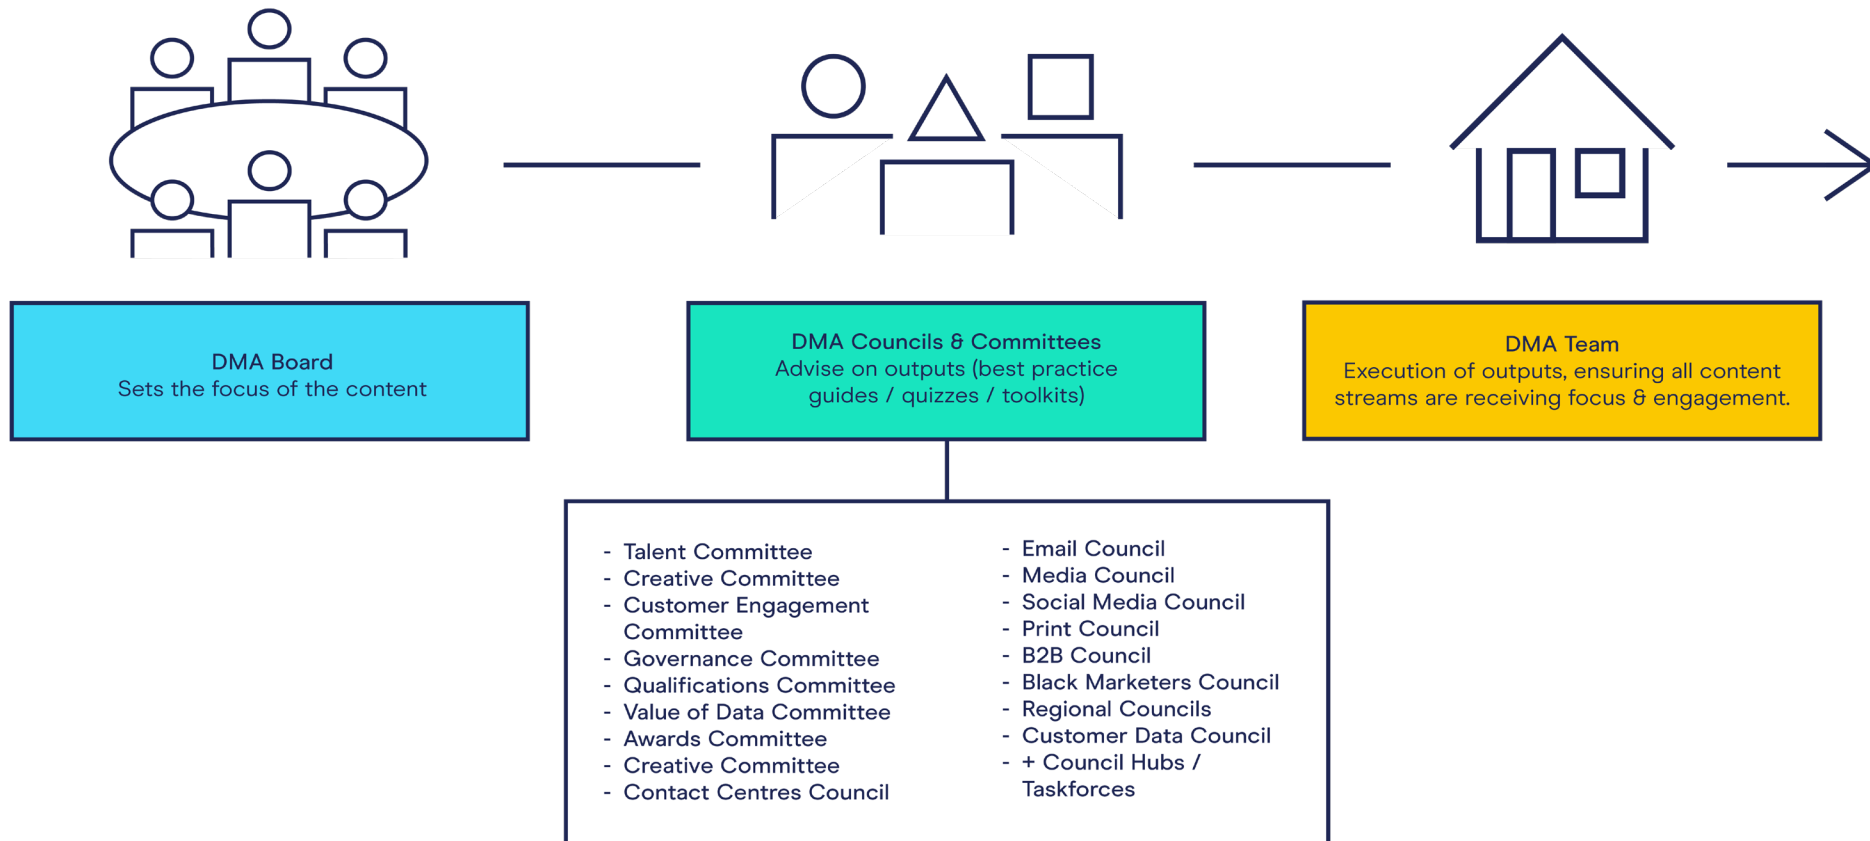 DMA Board
Sets the focus of the content
DMA Councils & Committees
Advise on outputs (best practice
guides / quizzes / toolkits)
DMA Team
Execution of outputs, ensuring all content
streams are receiving focus & engagement.
- Talent Committee
- Creative Committee
- Customer Engagement
Committee
- Governance Committee
- Qualifications Committee
- Value of Data Committee
- Awards Committee
- Creative Committee
- Contact Centres Council
- Email Council
- Media Council
- Social Media Council
- Print Council
- B2B Council
- Black Marketers Council
- Regional Councils
- Customer Data Council
- + Council Hubs /
Taskforces